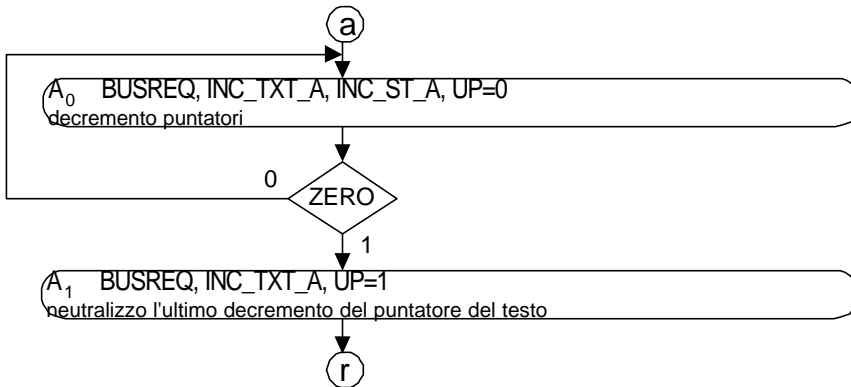 a
A0 BUSREQ, INC_TXT_A, INC_ST_A, UP=0
decremento puntatori
0
ZERO
1
A1 BUSREQ, INC_TXT_A, UP=1
neutralizzo l'ultimo decremento del puntatore del testo
r